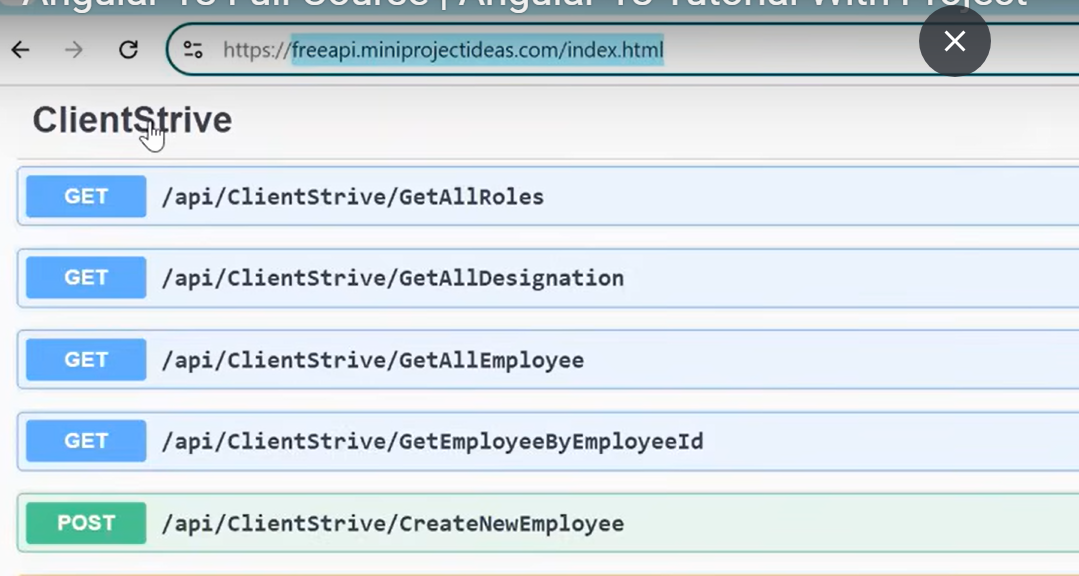 Angular 18 Full Course | Angular 18 Tutorial With Project
https://freeapi.miniprojectideas.com/index.html
ClientStrive
GET /api/ClientStrive/GetAllRoles
GET /api/ClientStrive/GetAllDesignation
GET /api/ClientStrive/GetAllEmployee
GET /api/ClientStrive/GetEmployeeByEmployeeId
POST /api/ClientStrive/CreateNewEmployee